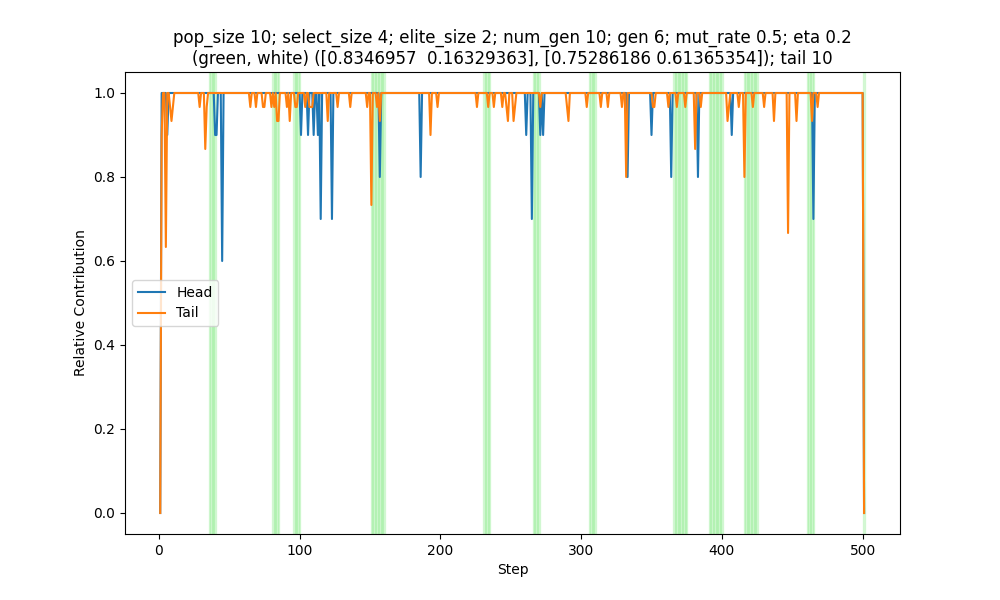 pop_size 10; select_size 4; elite_size 2; num_gen 10; gen 6; mut_rate 0.5; eta 0.2
(green, white) ([0.8346957  0.16329363], [0.75286186 0.61365354]); tail 10
1.0
0.8
0.6
0.4
0.2
0.0
Relative Contribution
Head
Tail
0
100
200
300
400
500
Step